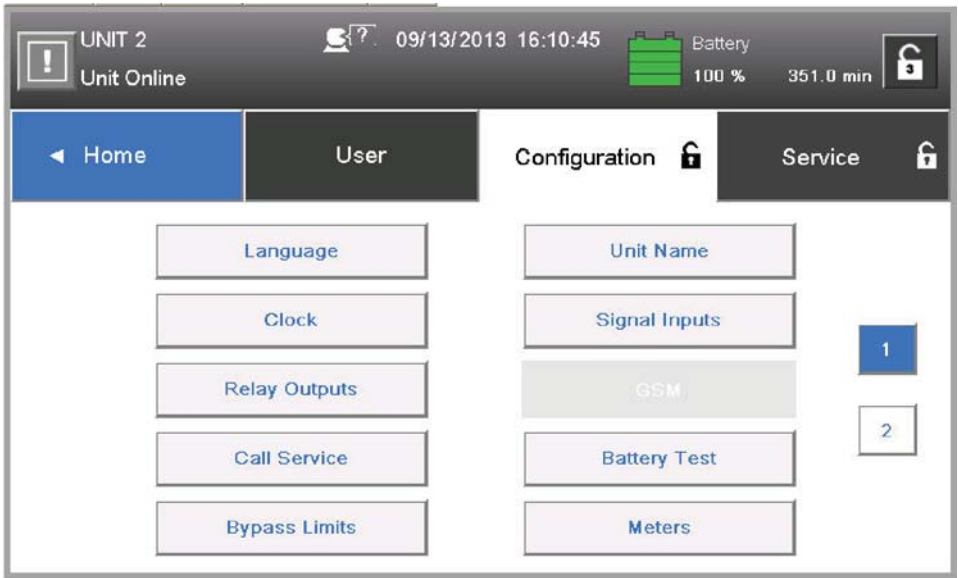 UNIT 2
Unit Online
?
09/13/2013 16:10:45
Battery
100 % 351.0 min
3
Home
User
Configuration
Service
Language
Unit Name
Clock
Signal Inputs
1
Relay Outputs
GSM
2
Call Service
Battery Test
Bypass Limits
Meters